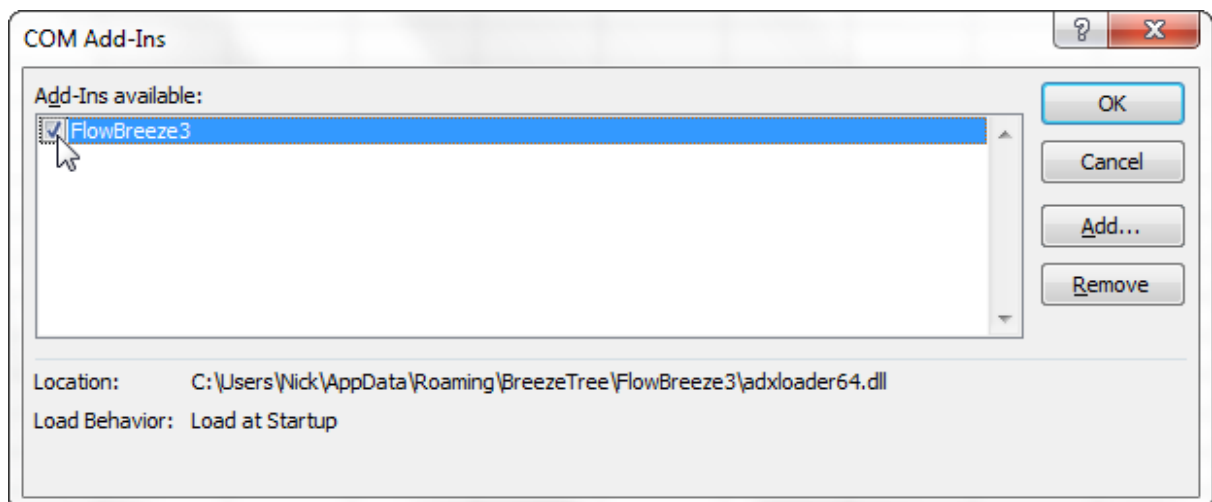 COM Add-Ins
Add-Ins available:
FlowBreeze3
OK
Cancel
Add...
Remove
Location: C:\Users\Nick\AppData\Roaming\BreezeTree\FlowBreeze3\adxloader64.dll
Load Behavior: Load at Startup